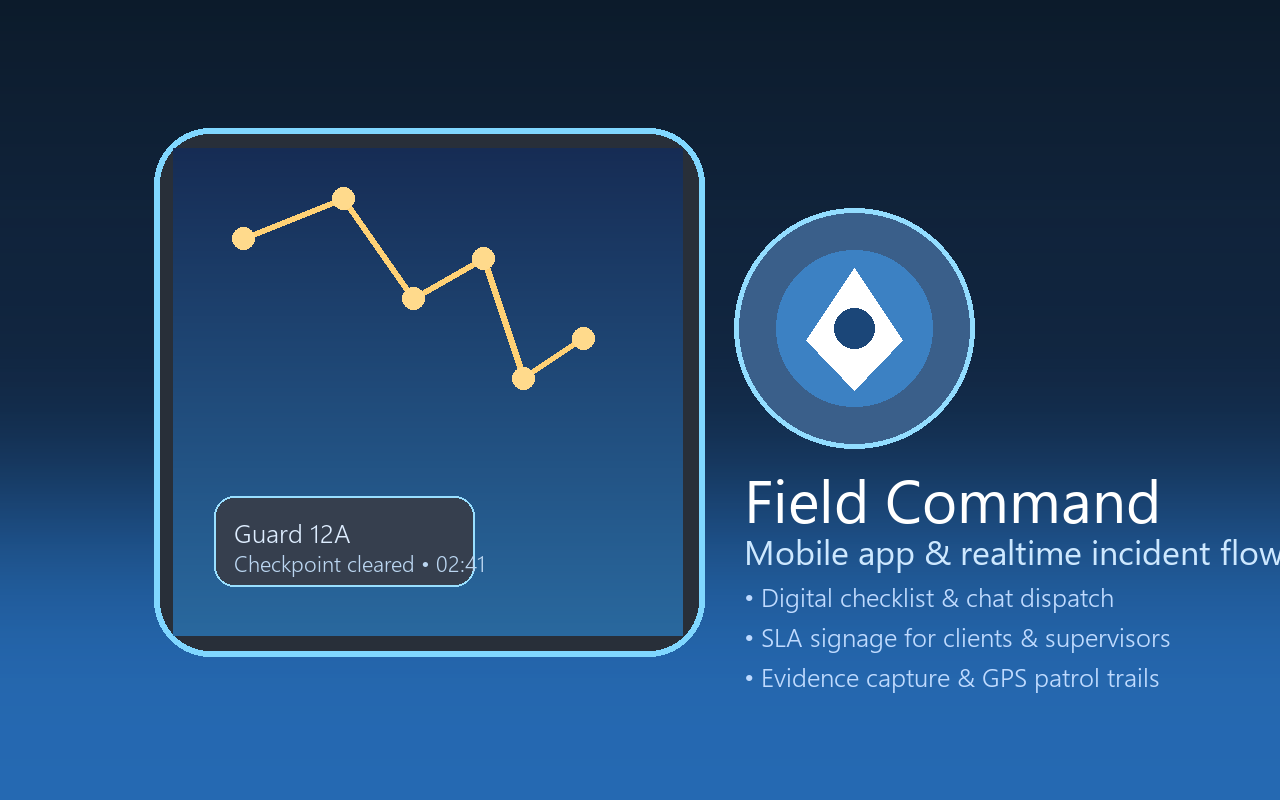 Guard 12A
Checkpoint cleared • 02:41
Field Command
Mobile app & realtime incident flow
• Digital checklist & chat dispatch
• SLA signage for clients & supervisors
• Evidence capture & GPS patrol trails